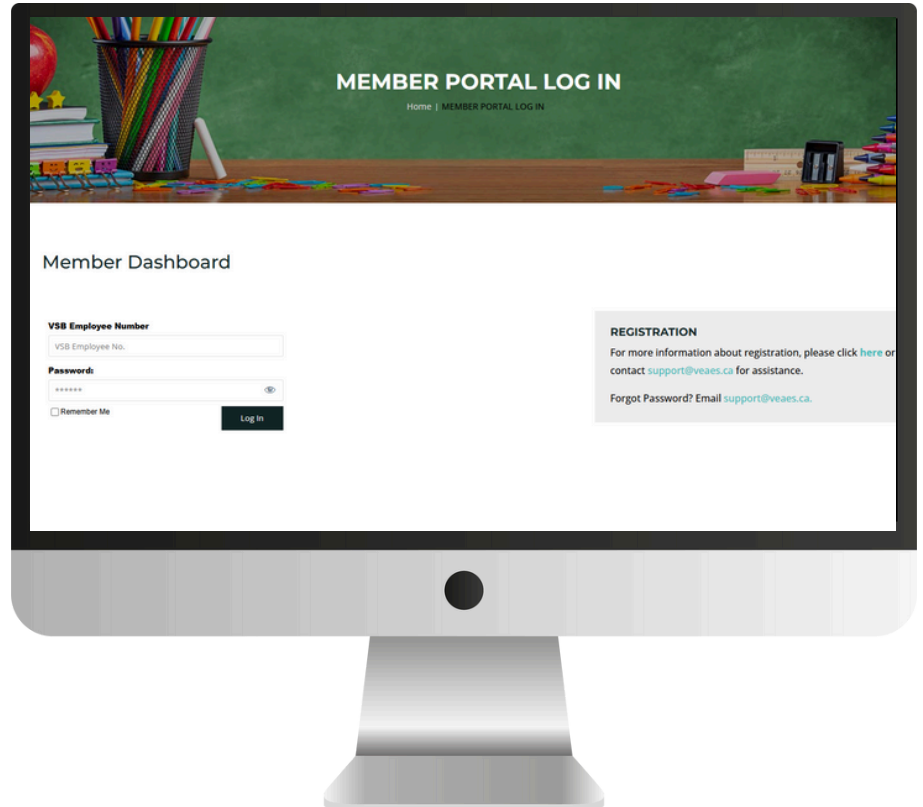 MEMBER PORTAL LOG IN
Home | MEMBER PORTAL LOG IN
Member Dashboard
VSB Employee Number
VSB Employee No.
Password:
******
Remember Me
Log In
REGISTRATION
For more information about registration, please click here or
contact support@veaes.ca for assistance.
Forgot Password? Email support@veaes.ca.